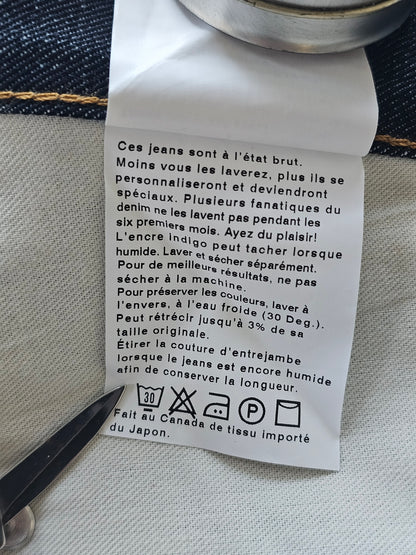 Ces jeans sont à l'état brut.
Moins vous les laverez, plus ils se
personnaliseront et deviendront
spéciaux. Plusieurs fanatiques du
denim ne les lavent pas pendant les
six premiers mois. Ayez du plaisir!
L'encre indigo peut tacher lorsque
humide. Laver et sécher séparément.
Pour de meilleurs résultats, ne pas
sécher à la machine.
Pour préserver les couleurs, laver à
l'envers, à l'eau froide (30 Deg.).
Peut rétrécir jusqu'à 3% de sa
taille originale.
Étirer la couture d'entrejambe
lorsque le jeans est encore humide
afin de conserver la longueur.
30 P
Fait au Canada de tissu importé
du Japon.